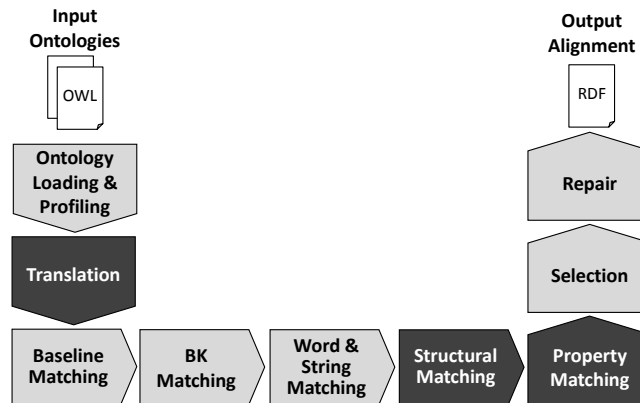 Input
Ontologies
OWL
Ontology
Loading &
Profiling
Translation
Baseline
Matching
BK
Matching
Word &
String
Matching
Structural
Matching
Property
Matching
Selection
Repair
Output
Alignment
RDF